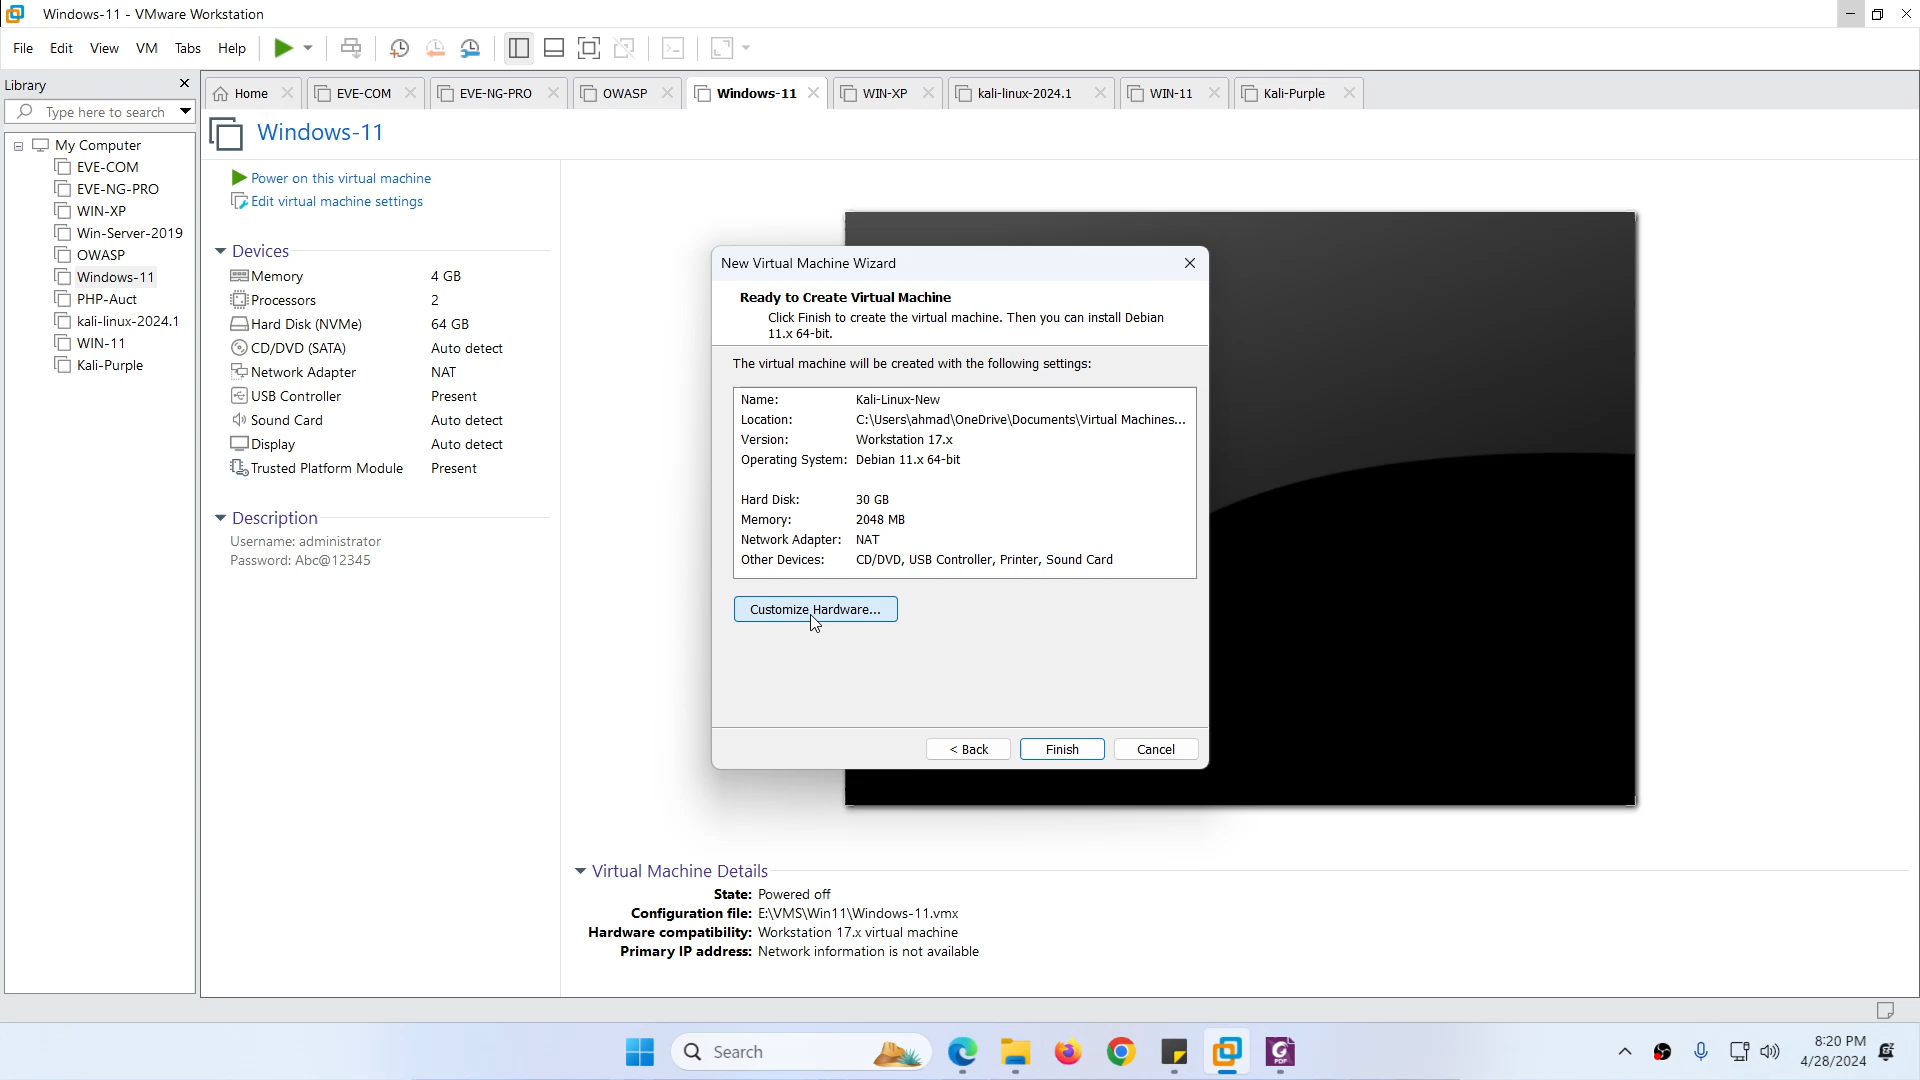 Windows-11 - VMware Workstation
File Edit View VM Tabs Help
Library
Type here to search
My Computer
EVE-COM
EVE-NG-PRO
WIN-XP
Win-Server-2019
OWASP
Windows-11
PHP-Auct
kali-linux-2024.1
WIN-11
Kali-Purple
Home EVE-COM EVE-NG-PRO OWASP Windows-11 WIN-XP kali-linux-2024.1 WIN-11 Kali-Purple
Windows-11
Power on this virtual machine
Edit virtual machine settings
Devices
Memory 4 GB
Processors 2
Hard Disk (NVMe) 64 GB
CD/DVD (SATA) Auto detect
Network Adapter NAT
USB Controller Present
Sound Card Auto detect
Display Auto detect
Trusted Platform Module Present
Description
Username: administrator
Password: Abc@12345
New Virtual Machine Wizard
Ready to Create Virtual Machine
Click Finish to create the virtual machine. Then you can install Debian
11.x 64-bit.
The virtual machine will be created with the following settings:
Name: Kali-Linux-New
Location: C:\Users\ahmad\OneDrive\Documents\Virtual Machines...
Version: Workstation 17.x
Operating System: Debian 11.x 64-bit
Hard Disk: 30 GB
Memory: 2048 MB
Network Adapter: NAT
Other Devices: CD/DVD, USB Controller, Printer, Sound Card
Customize Hardware...
< Back Finish Cancel
Virtual Machine Details
State: Powered off
Configuration file: E:\VMS\Win11\Windows-11.vmx
Hardware compatibility: Workstation 17.x virtual machine
Primary IP address: Network information is not available
Search
PDF
8:20 PM
4/28/2024